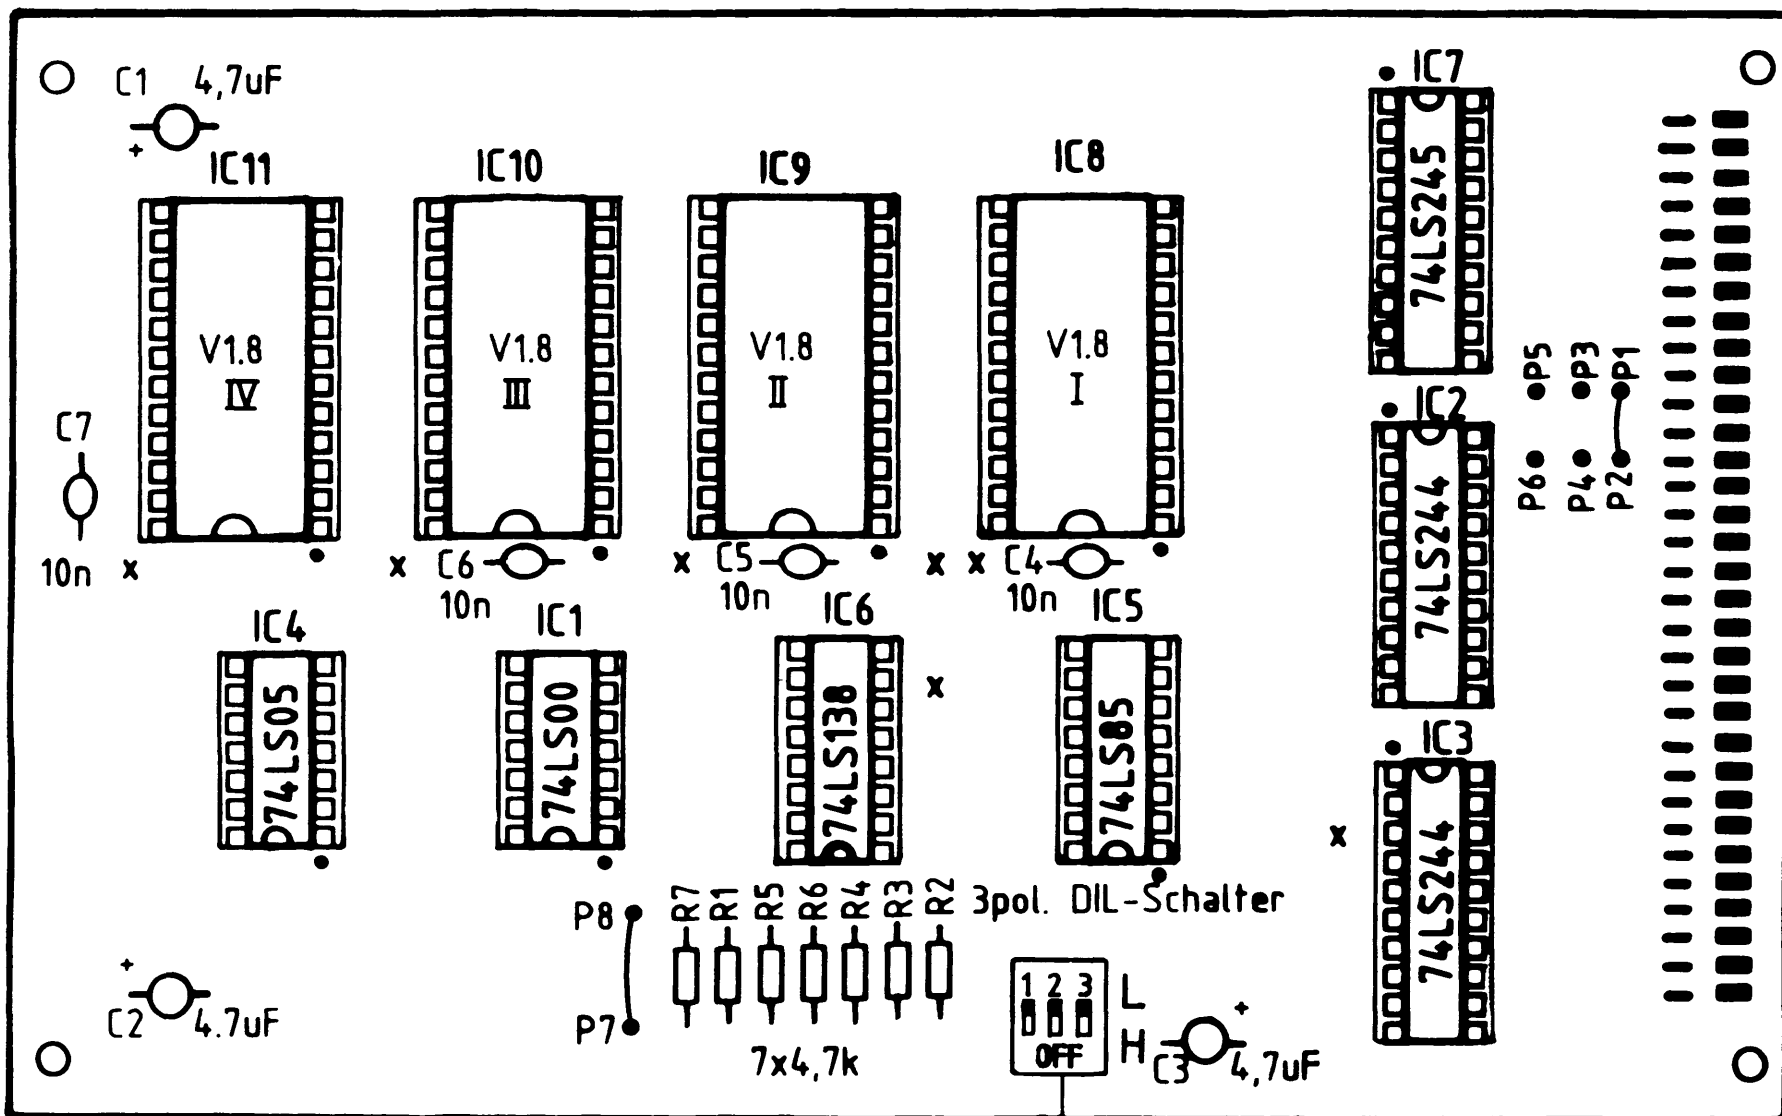 C1 4,7uF
IC7
IC11 IC10 IC9 IC8
74LS245
V1.8 V1.8 V1.8 V1.8
IV III II I
P5 P3 P1
IC2
C7
P6 P4 P2
74LS244
10n x x C6 x C5 x x C4
10n 10n 10n
IC4 IC1 IC6 IC5
x
74LS05 74LS00 74LS138 74LS85
IC3
x
74LS244
P8 R7 R1 R5 R6 R4 R3 R2 3pol. DIL-Schalter
+
1 2 3 L
C2 4.7uF P7 OFF H C3 + 4,7uF
7x4,7k
+